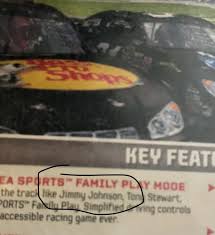 Pro Shops
KEY FEAT
EA SPORTS™ FAMILY PLAY MODE
the track like Jimmy Johnson, Tony Stewart,
PORTS™ Family Play. Simplified driving controls
accessible racing game ever.